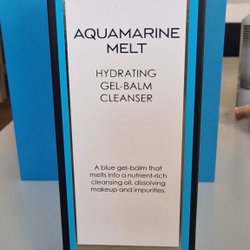 AQUAMARINE
MELT
HYDRATING
GEL-BALM
CLEANSER
A blue gel-balm that
melts into a nutrient-rich
cleansing oil, dissolving
makeup and impurities.